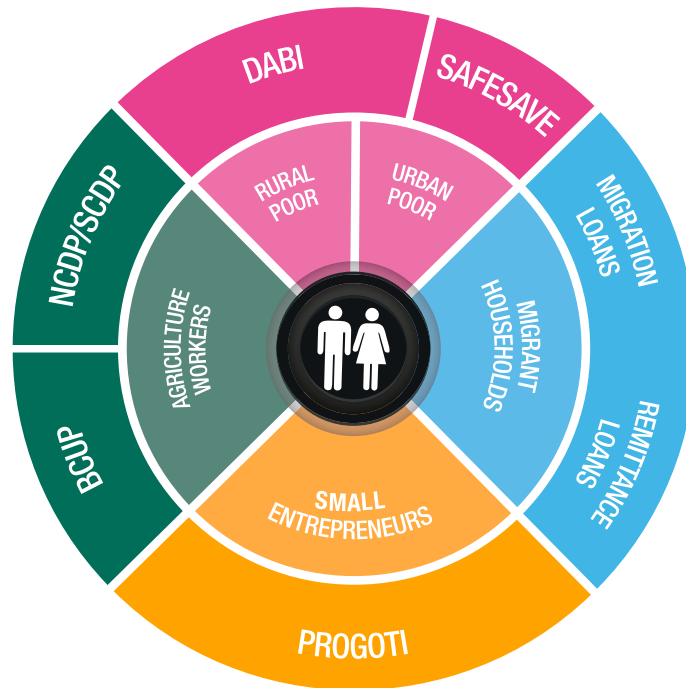 DABI
SAFESAVE
RURAL
POOR
URBAN
POOR
NCDP/SCDP
MIGRATION
LOANS
AGRICULTURE
WORKERS
MIGRANT
HOUSEHOLDS
BCUP
REMITTANCE
LOANS
SMALL
ENTREPRENEURS
PROGOTI